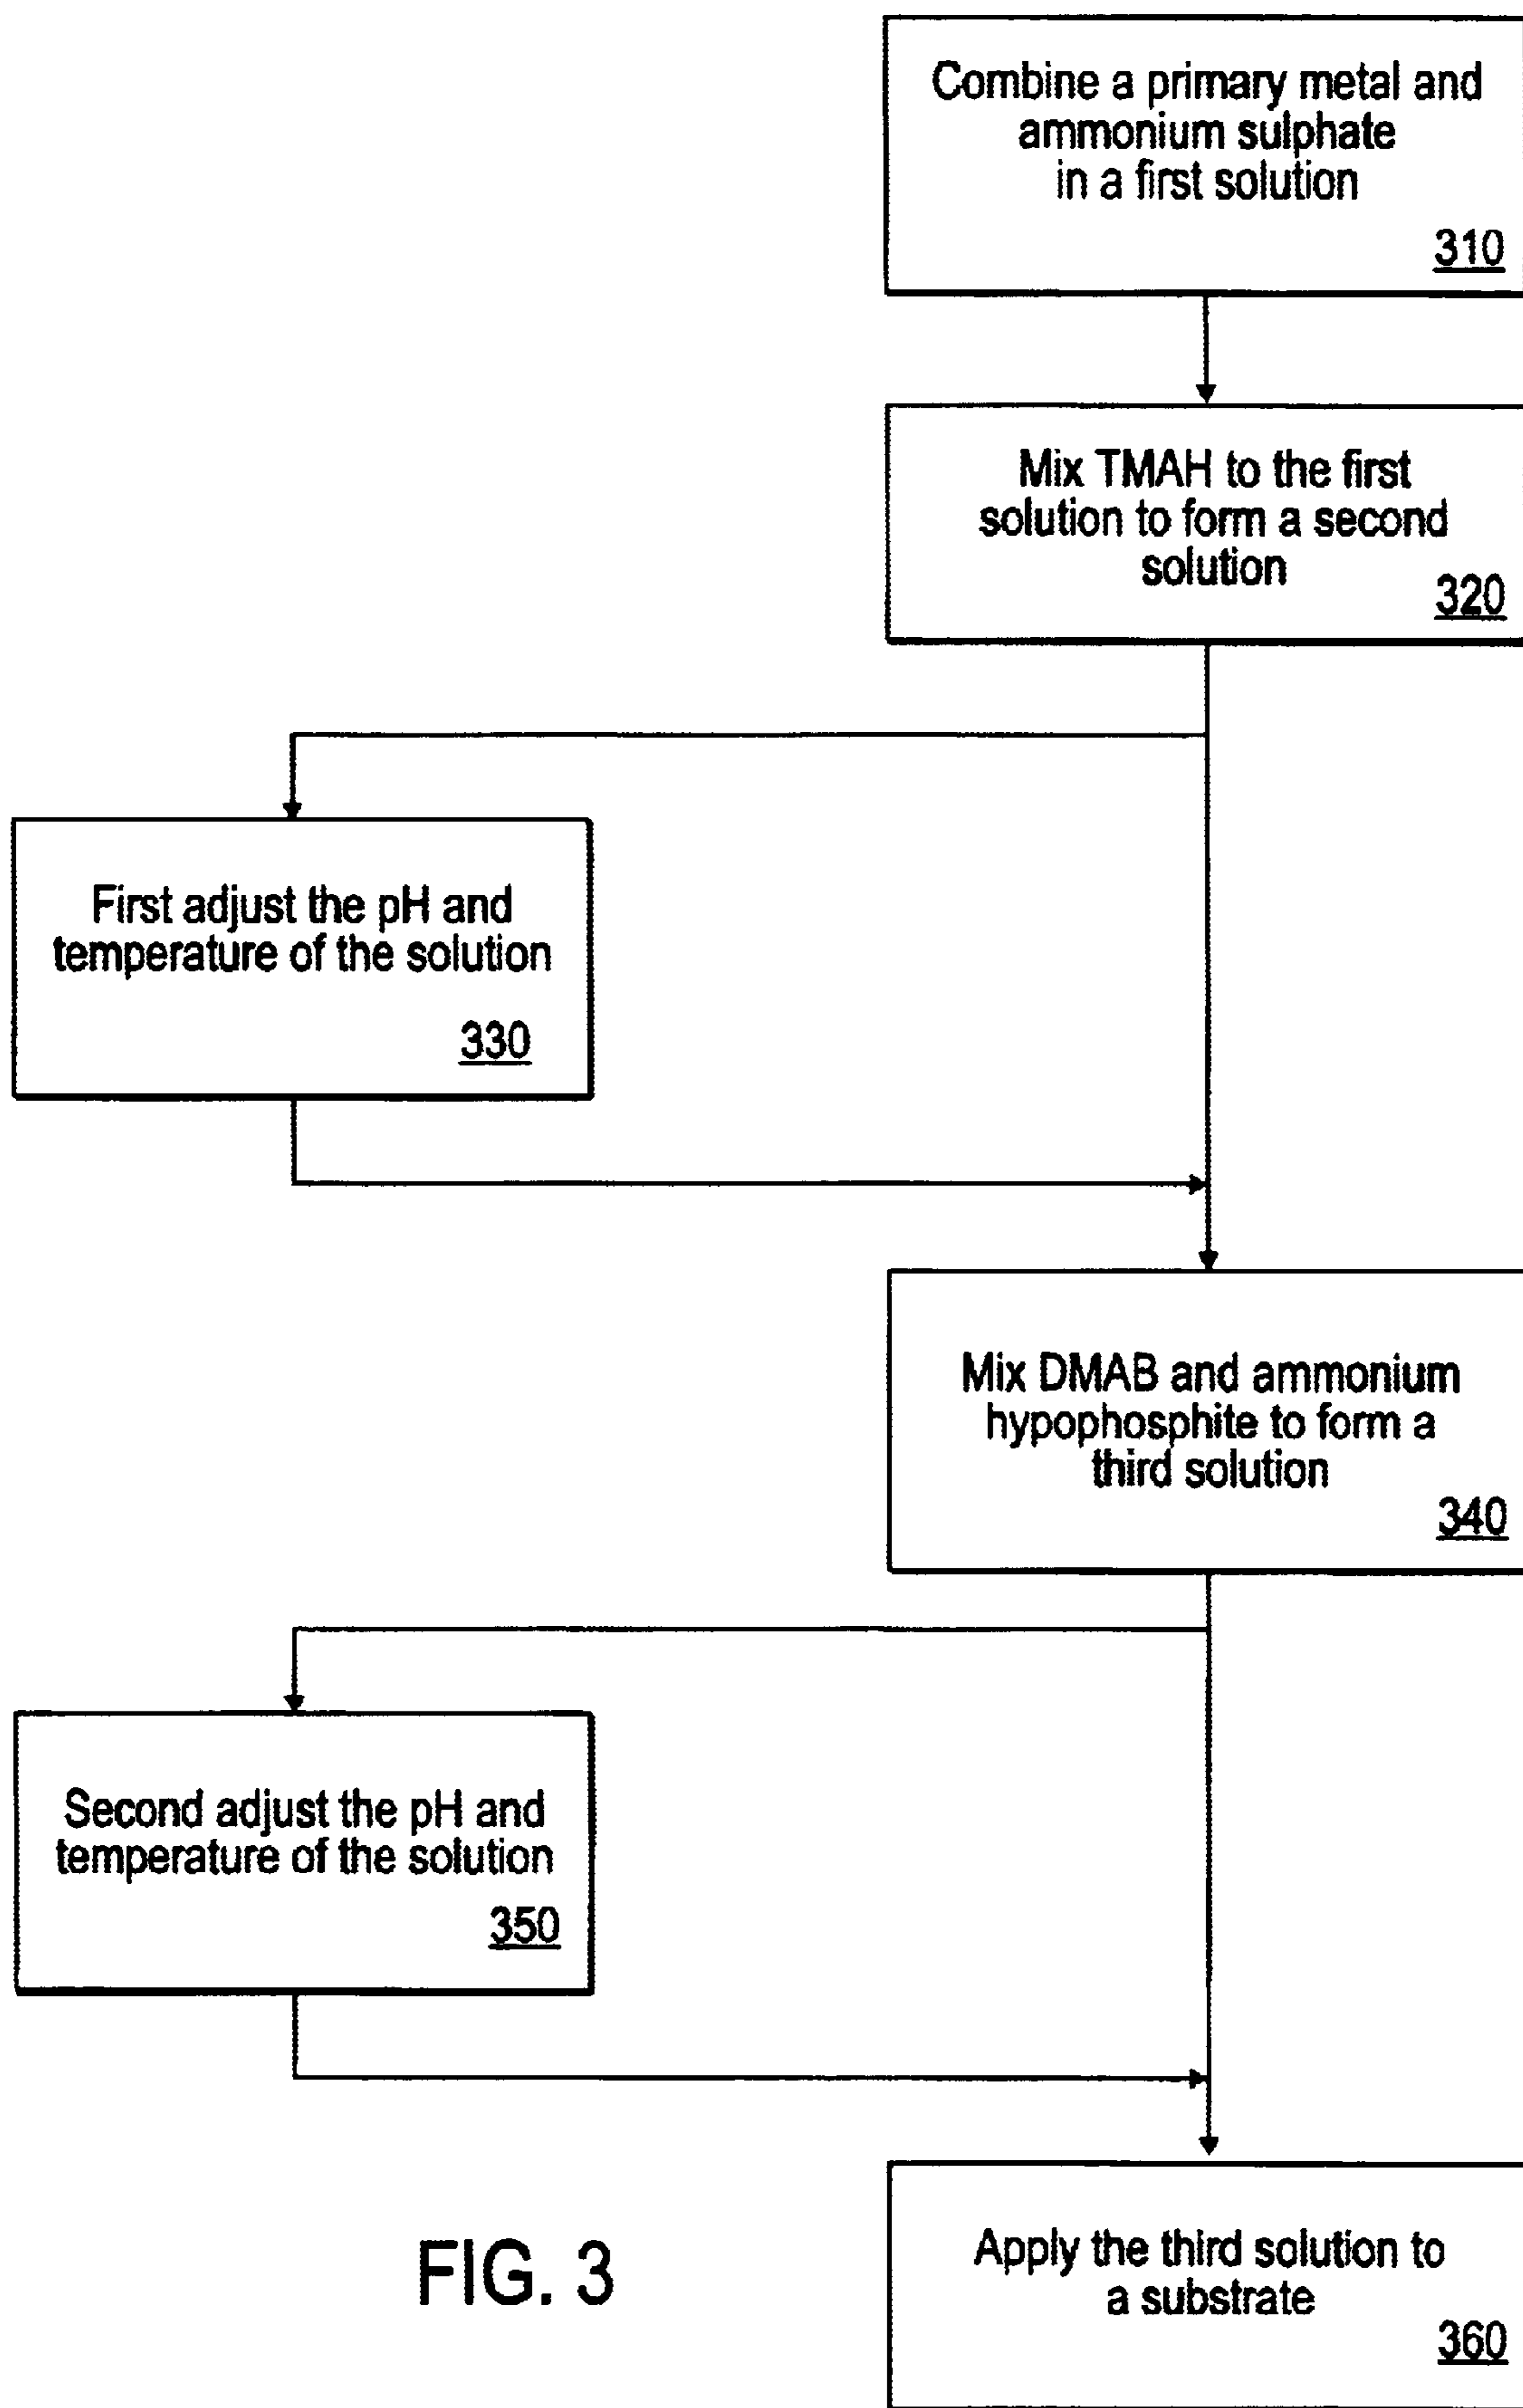 Combine a primary metal and
ammonium sulphate
in a first solution
310
Mix TMAH to the first
solution to form a second
solution
320
First adjust the pH and
temperature of the solution
330
Mix DMAB and ammonium
hypophosphite to form a
third solution
340
Second adjust the pH and
temperature of the solution
350
Apply the third solution to
a substrate
360
FIG. 3